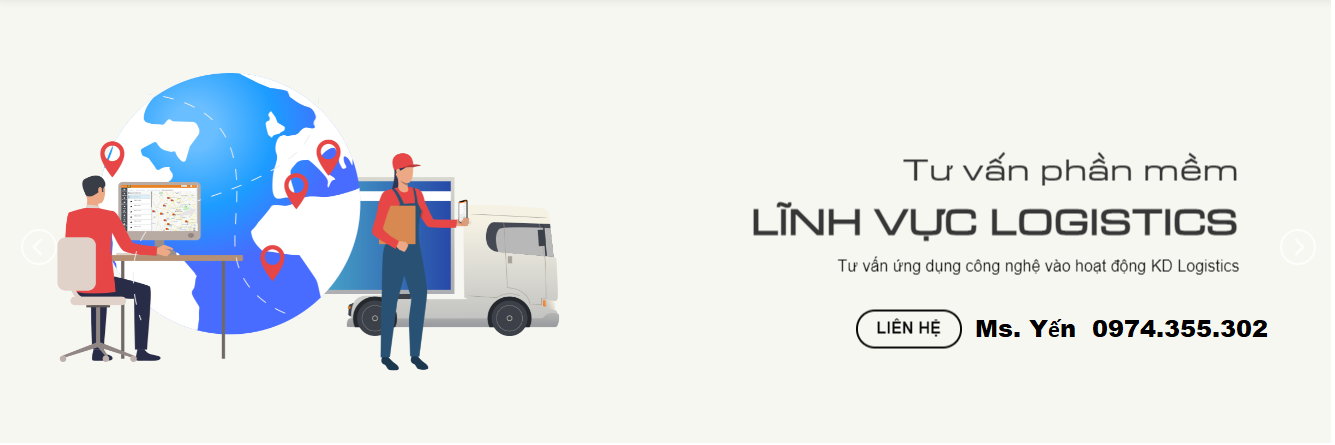 Tư vấn phần mềm
LĨNH VỰC LOGISTICS
Tư vấn ứng dụng công nghệ vào hoạt động KD Logistics
LIÊN HỆ Ms. Yến 0974.355.302